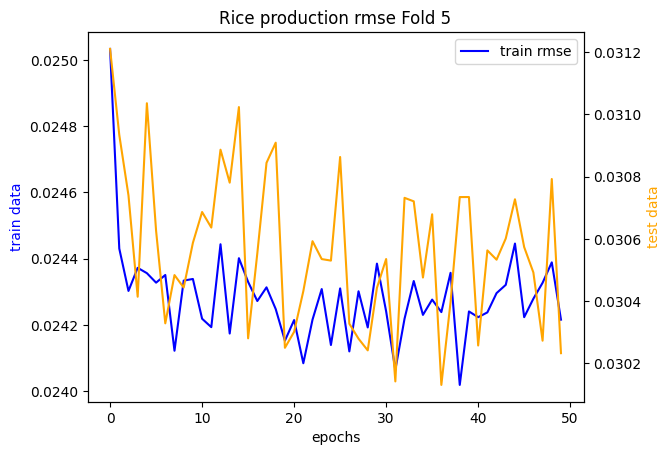 Rice production rmse Fold 5
train rmse
train data
0.0250
0.0248
0.0246
0.0244
0.0242
0.0240
0.0312
0.0310
0.0308
0.0306
0.0304
0.0302
test data
0 10 20 30 40 50
epochs